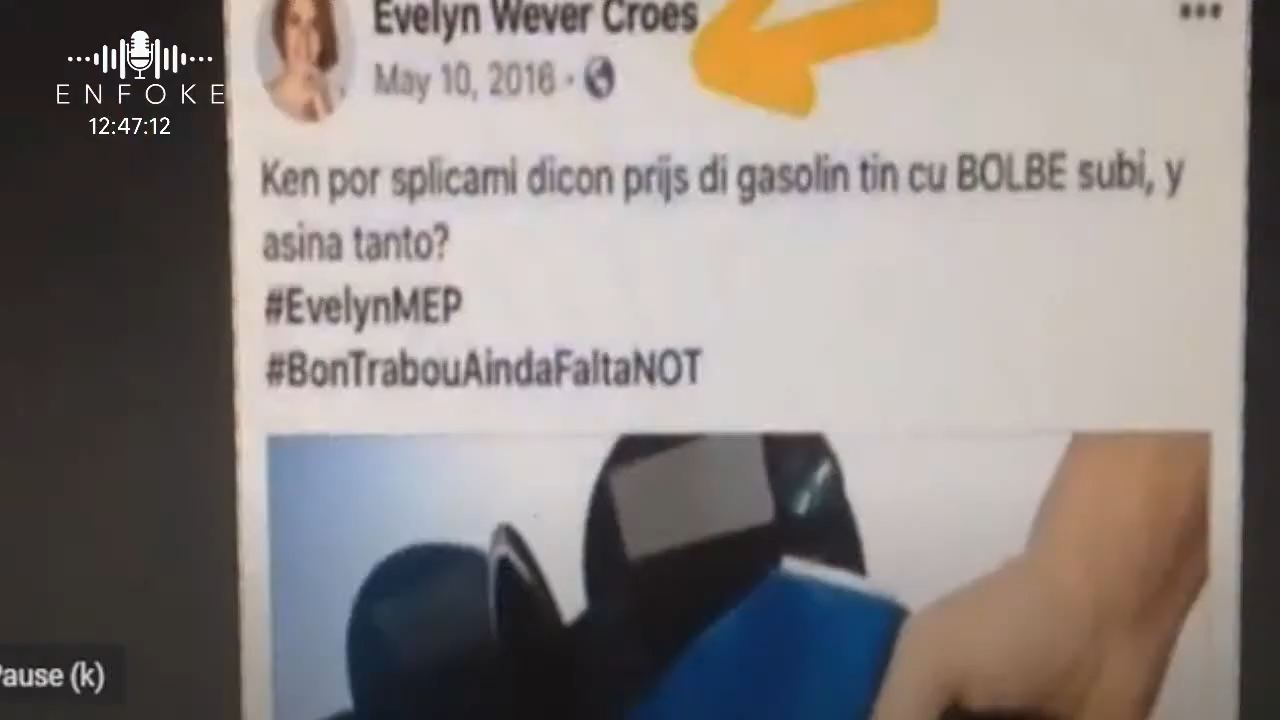 Evelyn Wever Croes
May 10, 2016
ENFOKE
12:47:12
Ken por splicami dicon prijs di gasolin tin cu BOLBE subi, y
asina tanto?
#EvelynMEP
#BonTrabouAindaFaltaNOT
Pause (k)